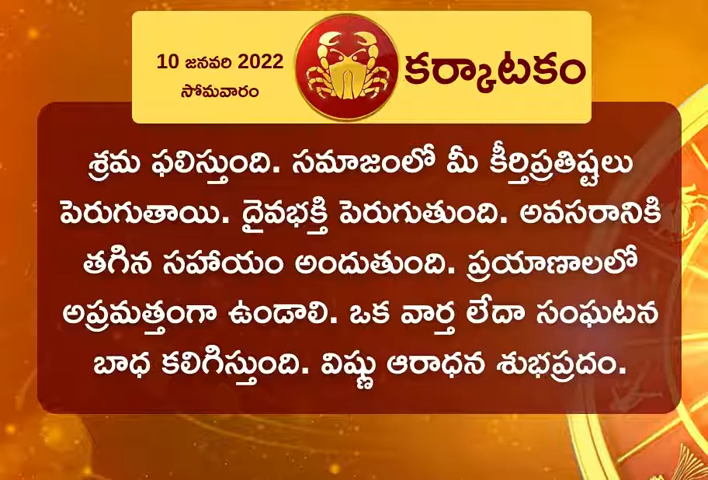 10 జనవరి 2022
సోమవారం
కర్కాటకం
శ్రమ ఫలిస్తుంది. సమాజంలో మీ కీర్తిప్రతిష్టలు
పెరుగుతాయి. దైవభక్తి పెరుగుతుంది. అవసరానికి
తగిన సహాయం అందుతుంది. ప్రయాణాలలో
అప్రమత్తంగా ఉండాలి. ఒక వార్త లేదా సంఘటన
బాధ కలిగిస్తుంది. విష్ణు ఆరాధన శుభప్రదం.